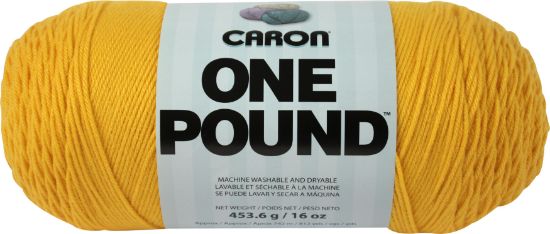 CARON®
ONE
POUND™
MACHINE WASHABLE AND DRYABLE
LAVABLE ET SÉCHABLE À LA MACHINE
SE PUEDE LAVAR Y SECAR A MÁQUINA
NET WEIGHT / POIDS NET / PESO NETO
453.6 g / 16 oz